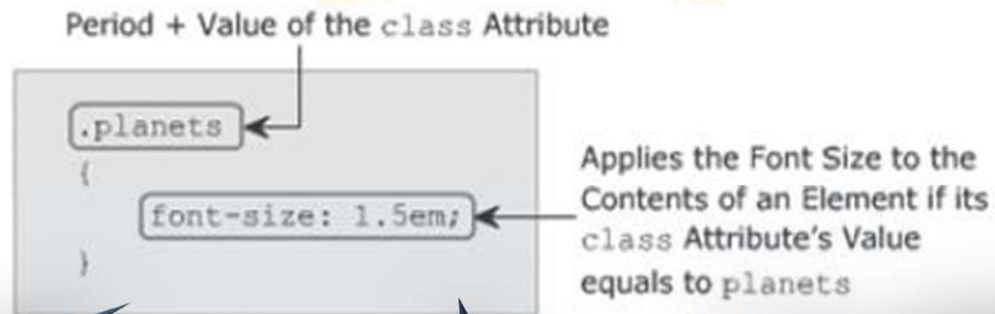 Period + Value of the class Attribute
.planets
{
font-size: 1.5em;
}
Applies the Font Size to the
Contents of an Element if its
class Attribute's Value
equals to planets